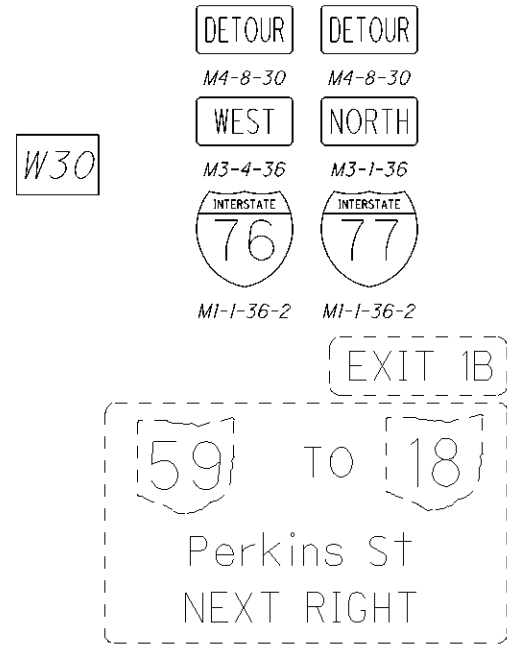 DETOUR DETOUR
M4-8-30 M4-8-30
WEST NORTH
W30
M3-4-36 M3-1-36
INTERSTATE INTERSTATE
76 77
M1-1-36-2 M1-1-36-2
EXIT 1B
59 TO 18
Perkins St
NEXT RIGHT